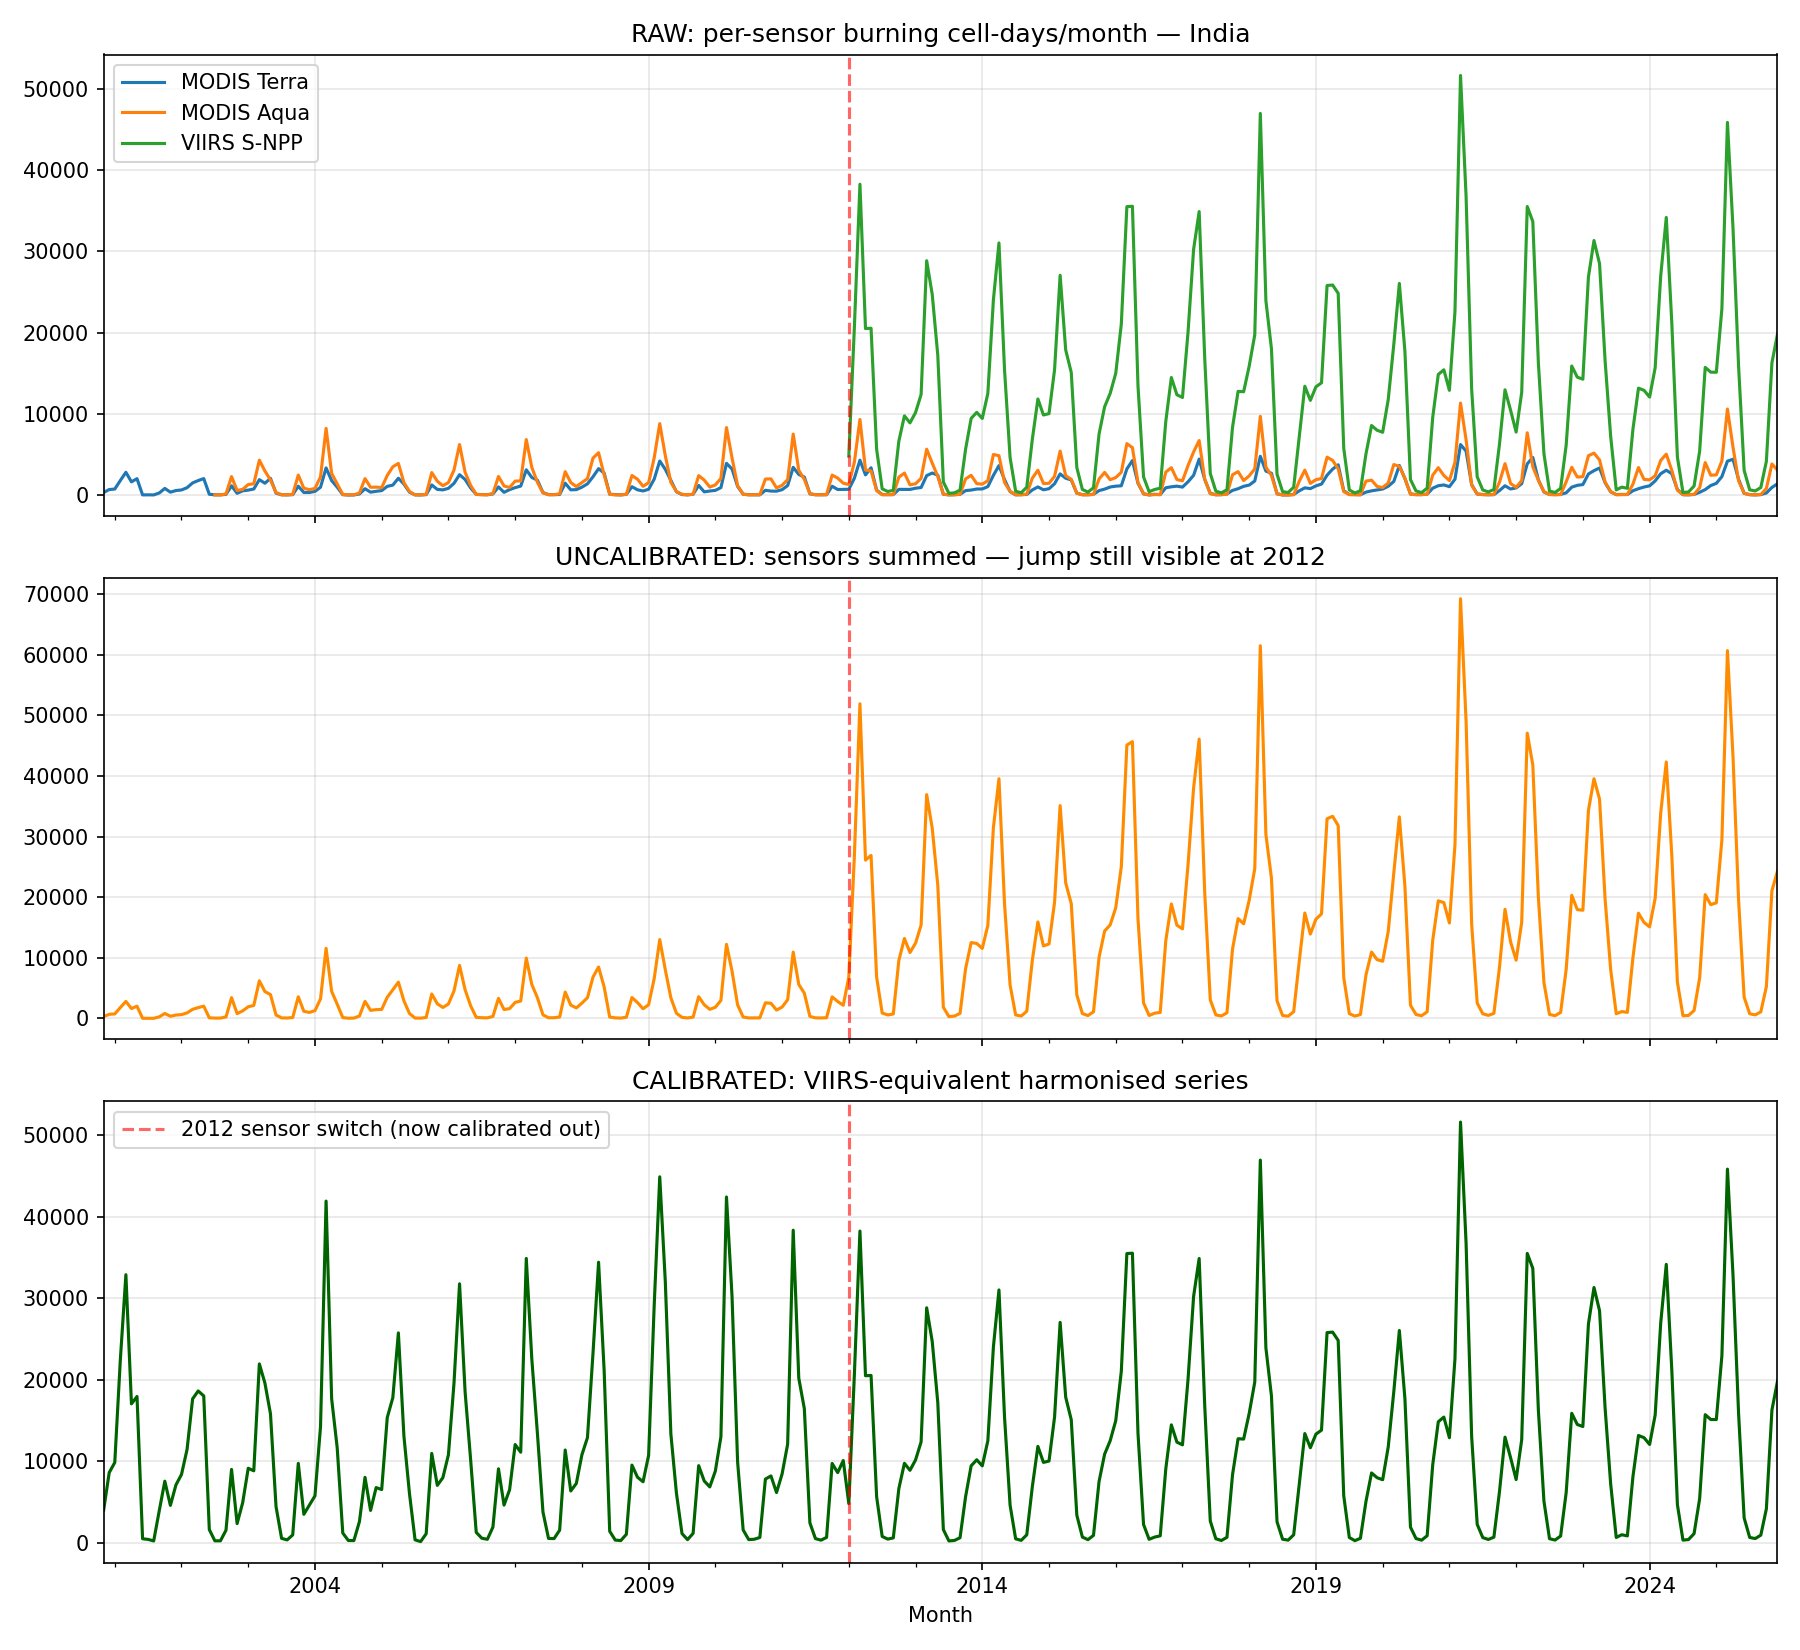 RAW: per-sensor burning cell-days/month — India
MODIS Terra
MODIS Aqua
VIIRS S-NPP
50000
40000
30000
20000
10000
0
UNCALIBRATED: sensors summed — jump still visible at 2012
70000
60000
50000
40000
30000
20000
10000
0
CALIBRATED: VIIRS-equivalent harmonised series
2012 sensor switch (now calibrated out)
50000
40000
30000
20000
10000
0
2004 2009 2014 2019 2024
Month